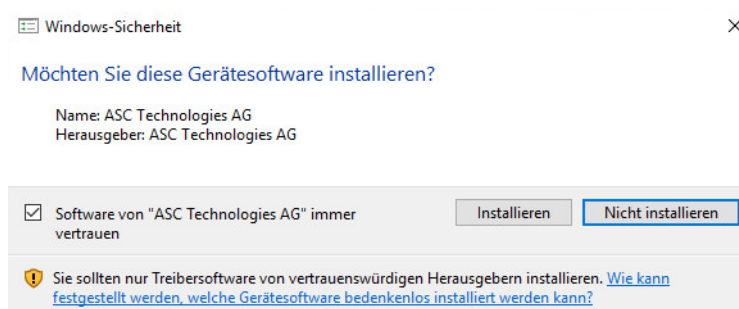 Windows-Sicherheit
Möchten Sie diese Gerätesoftware installieren?
Name: ASC Technologies AG
Herausgeber: ASC Technologies AG
Software von "ASC Technologies AG" immer
vertrauen
Installieren
Nicht installieren
Sie sollten nur Treibersoftware von vertrauenswürdigen Herausgebern installieren. Wie kann
festgestellt werden, welche Gerätesoftware bedenkenlos installiert werden kann?